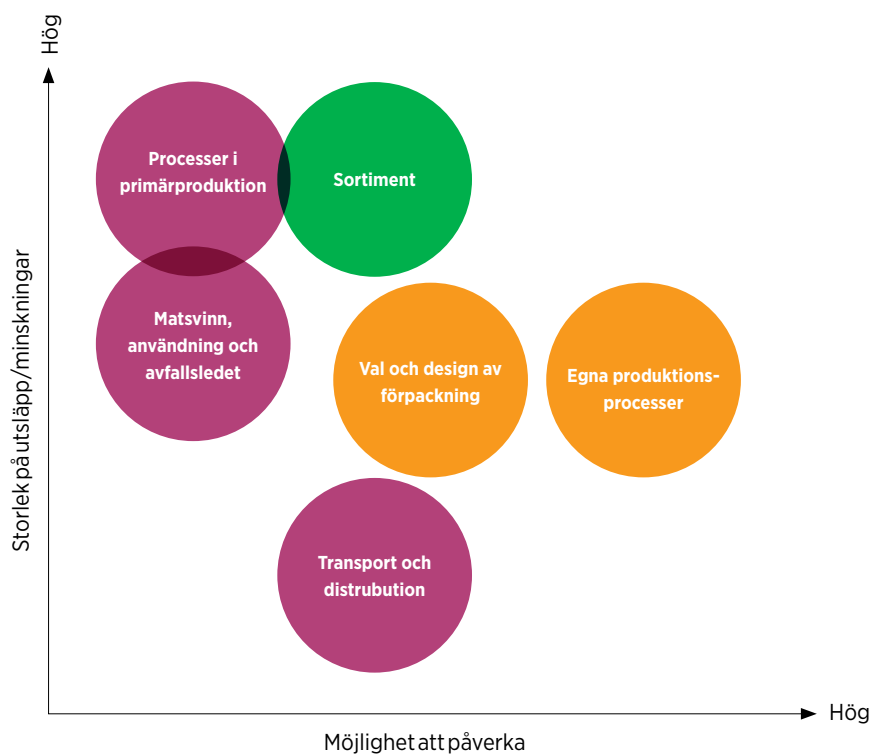 Hög
Storlek på utsläpp/minskningar
Processer i
primärproduktion
Sortiment
Matsvinn,
användning och
avfallsledet
Val och design av
förpackning
Egna produktions-
processer
Transport och
distrubution
Hög
Möjlighet att påverka